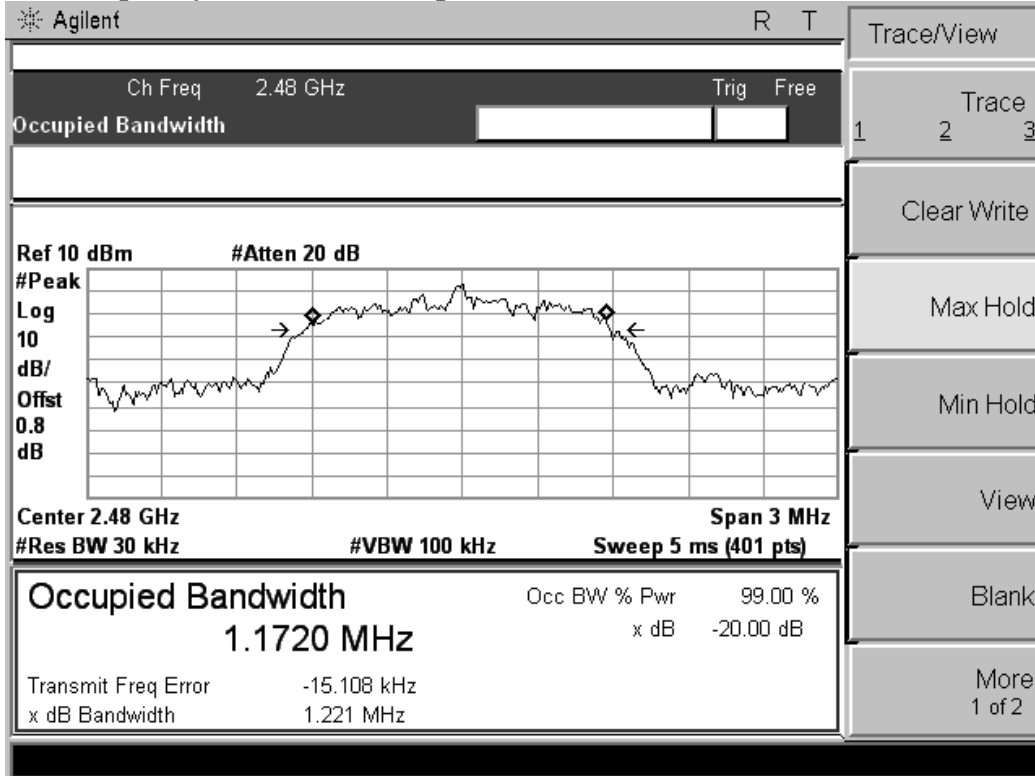 Agilent
R T
Trace/View
Ch Freq 2.48 GHz
Trig Free
Occupied Bandwidth
Trace
1 2 3
Clear Write
Max Hold
Min Hold
View
Blank
More
1 of 2
Ref 10 dBm
#Atten 20 dB
#Peak
Log
10
dB/
Offst
0.8
dB
Center 2.48 GHz
Span 3 MHz
#Res BW 30 kHz
#VBW 100 kHz
Sweep 5 ms (401 pts)
Occupied Bandwidth
1.1720 MHz
Occ BW % Pwr 99.00 %
x dB -20.00 dB
Transmit Freq Error -15.108 kHz
x dB Bandwidth 1.221 MHz